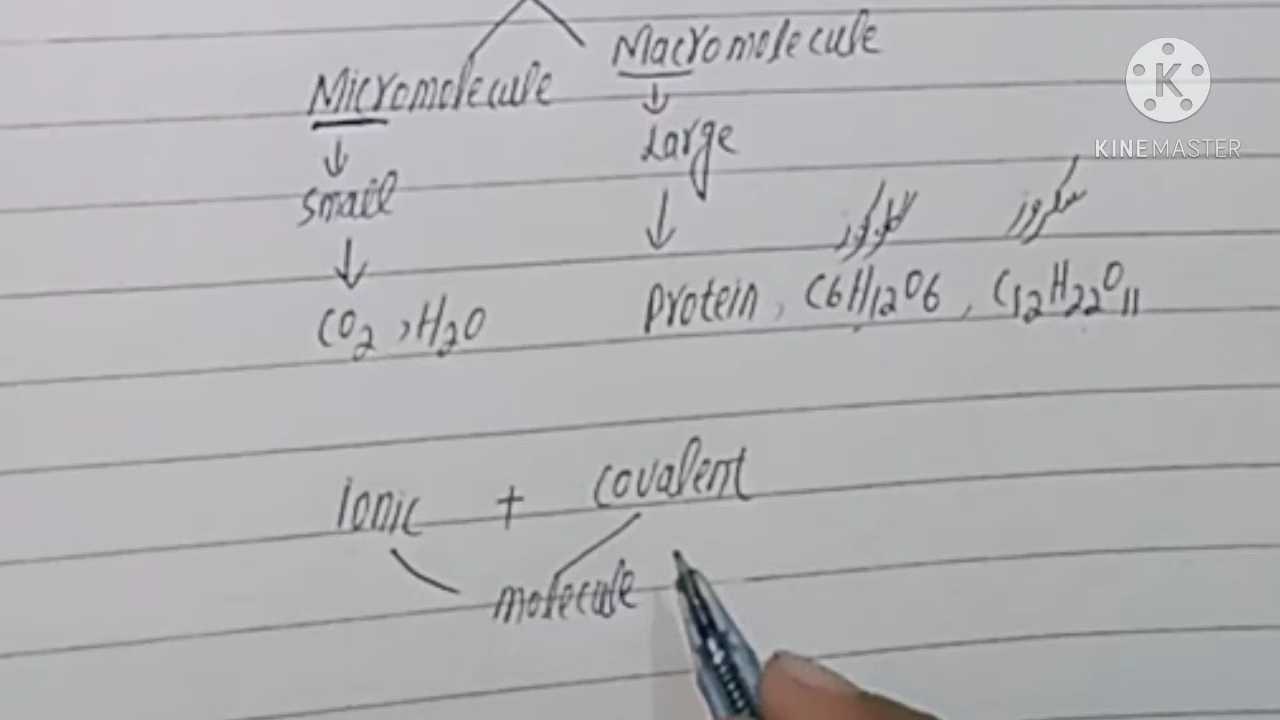 Micromolecule Macromolecule
Large
small
گلوکوز سکروز
CO2, H2O Protein, C6H12O6, C12H22O11
Ionic + covalent
molecule
K
KINEMASTER